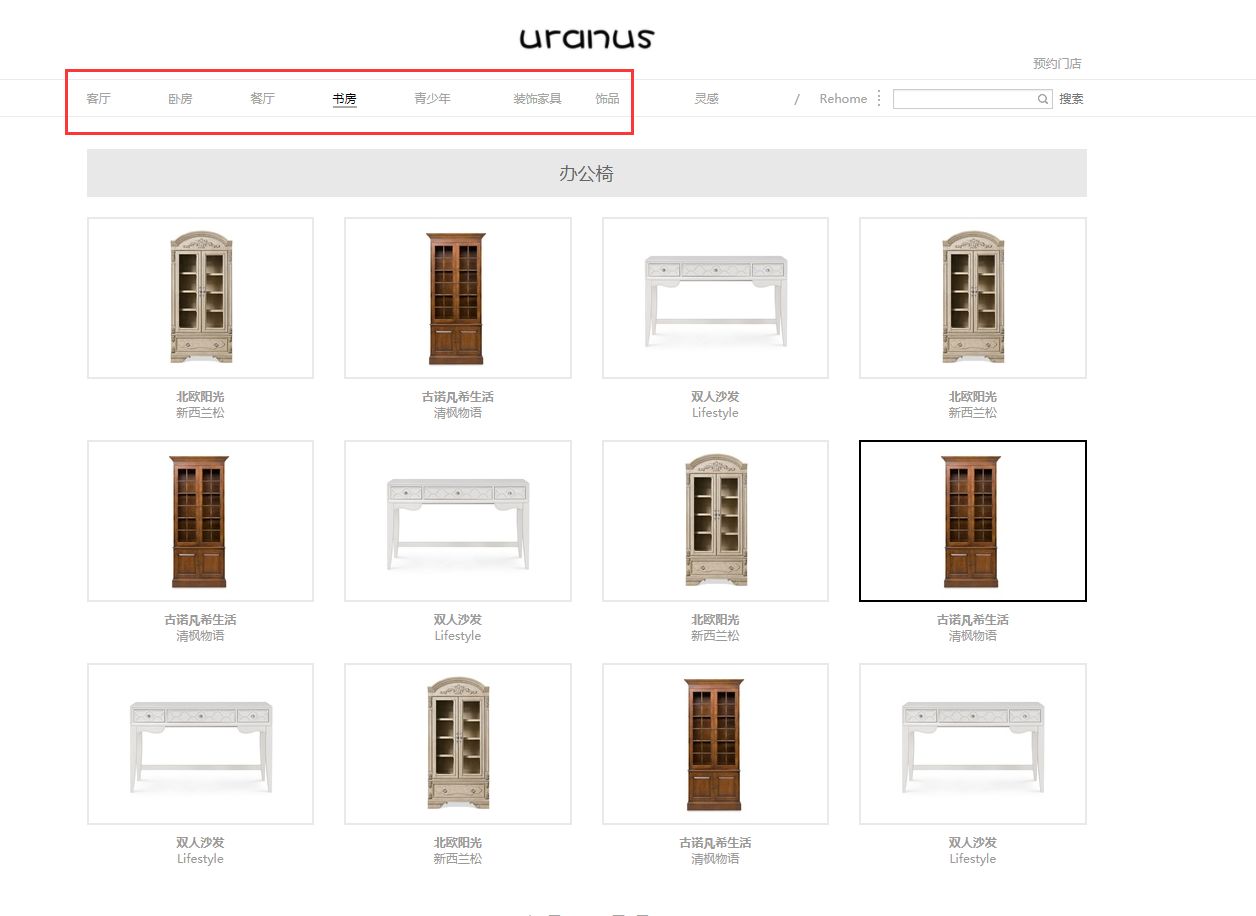 uranus
预约门店
客厅 卧房 餐厅 书房 青少年 装饰家具 饰品 灵感 / Rehome 搜索
办公椅
北欧阳光 古诺凡希生活 双人沙发 北欧阳光
新西兰松 清枫物语 Lifestyle 新西兰松
古诺凡希生活 双人沙发 北欧阳光 古诺凡希生活
清枫物语 Lifestyle 新西兰松 清枫物语
双人沙发 北欧阳光 古诺凡希生活 双人沙发
Lifestyle 新西兰松 清枫物语 Lifestyle